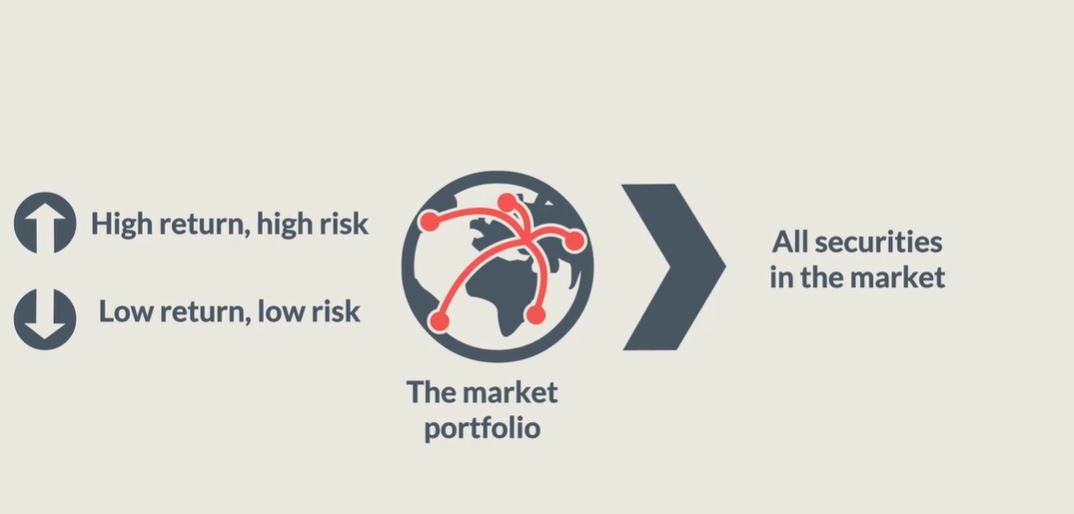 High return, high risk
Low return, low risk
The market
portfolio
All securities
in the market